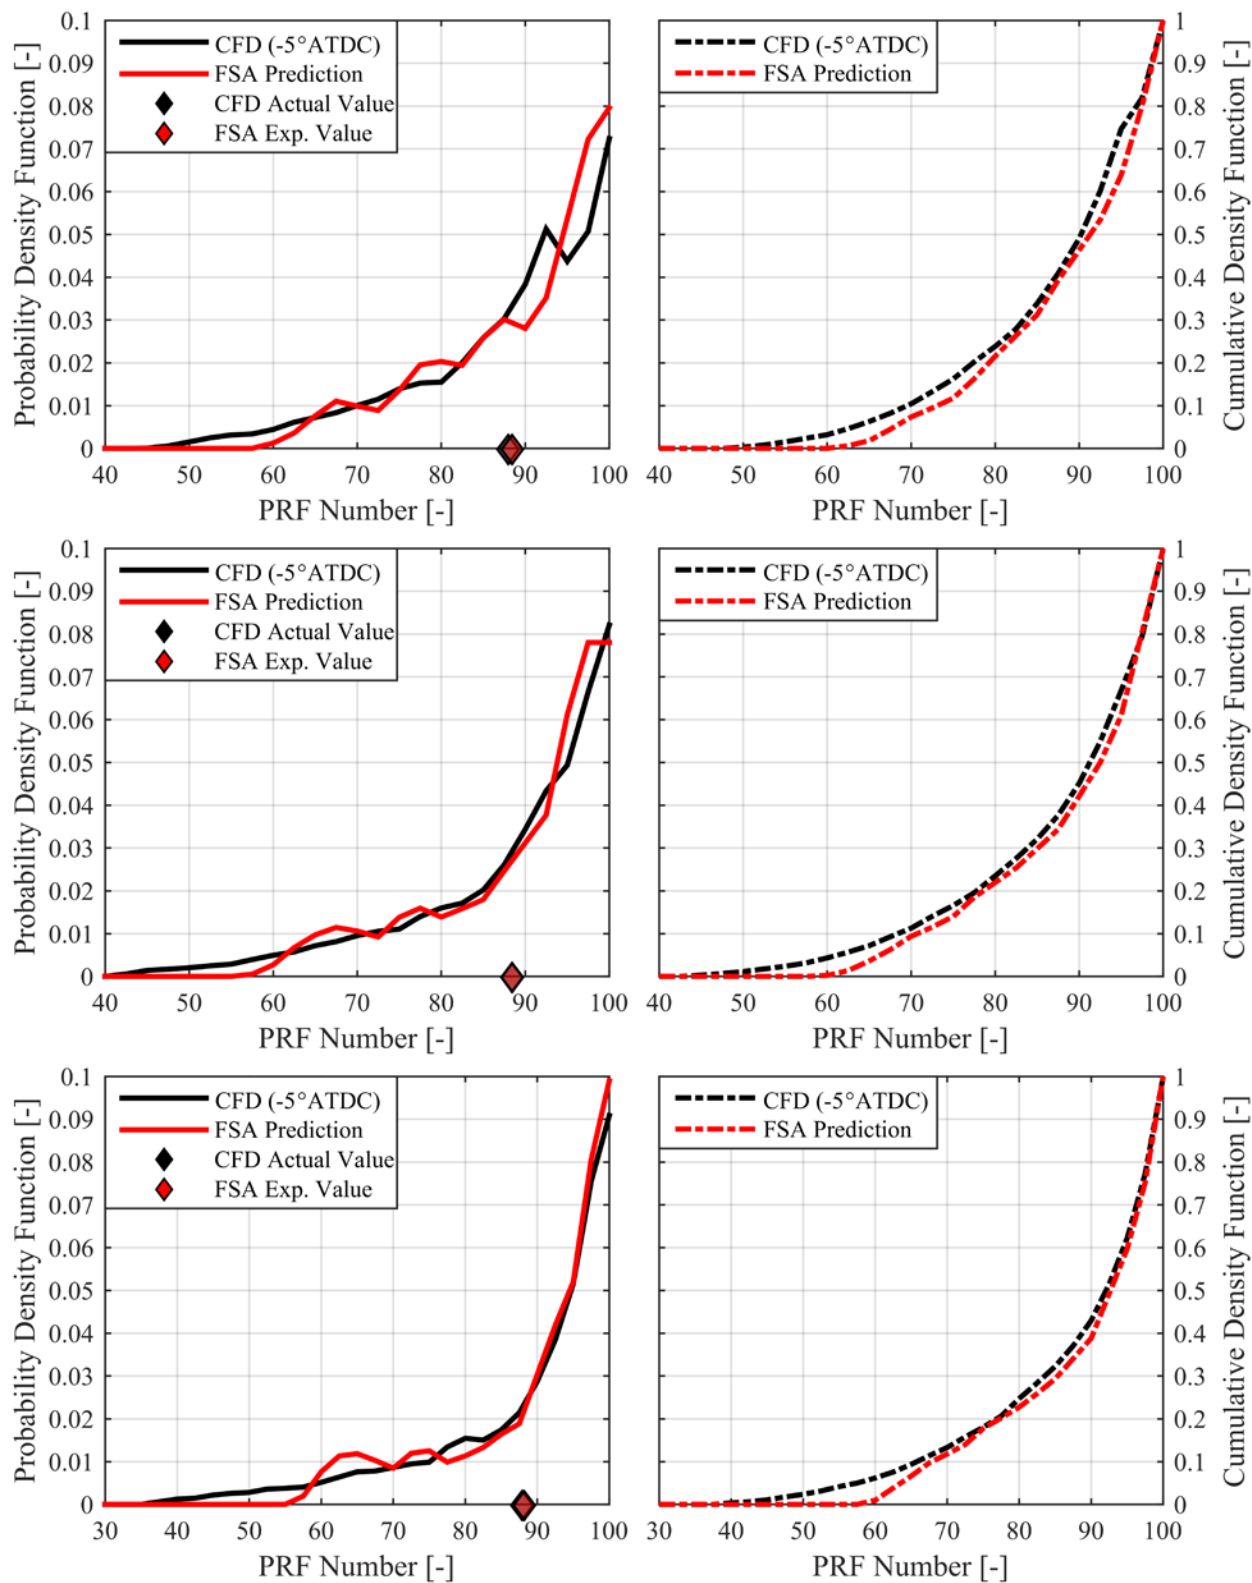 Probability Density Function [-]
0.1
0.09
0.08
0.07
0.06
0.05
0.04
0.03
0.02
0.01
0
CFD (-5°ATDC)
FSA Prediction
CFD Actual Value
FSA Exp. Value
40 50 60 70 80 90 100
PRF Number [-]
CFD (-5°ATDC)
FSA Prediction
1
0.9
0.8
0.7
0.6
0.5
0.4
0.3
0.2
0.1
0
Cumulative Density Function [-]
40 50 60 70 80 90 100
PRF Number [-]
Probability Density Function [-]
0.1
0.09
0.08
0.07
0.06
0.05
0.04
0.03
0.02
0.01
0
CFD (-5°ATDC)
FSA Prediction
CFD Actual Value
FSA Exp. Value
40 50 60 70 80 90 100
PRF Number [-]
CFD (-5°ATDC)
FSA Prediction
1
0.9
0.8
0.7
0.6
0.5
0.4
0.3
0.2
0.1
0
Cumulative Density Function [-]
40 50 60 70 80 90 100
PRF Number [-]
Probability Density Function [-]
0.1
0.09
0.08
0.07
0.06
0.05
0.04
0.03
0.02
0.01
0
CFD (-5°ATDC)
FSA Prediction
CFD Actual Value
FSA Exp. Value
30 40 50 60 70 80 90 100
PRF Number [-]
CFD (-5°ATDC)
FSA Prediction
1
0.9
0.8
0.7
0.6
0.5
0.4
0.3
0.2
0.1
0
Cumulative Density Function [-]
30 40 50 60 70 80 90 100
PRF Number [-]